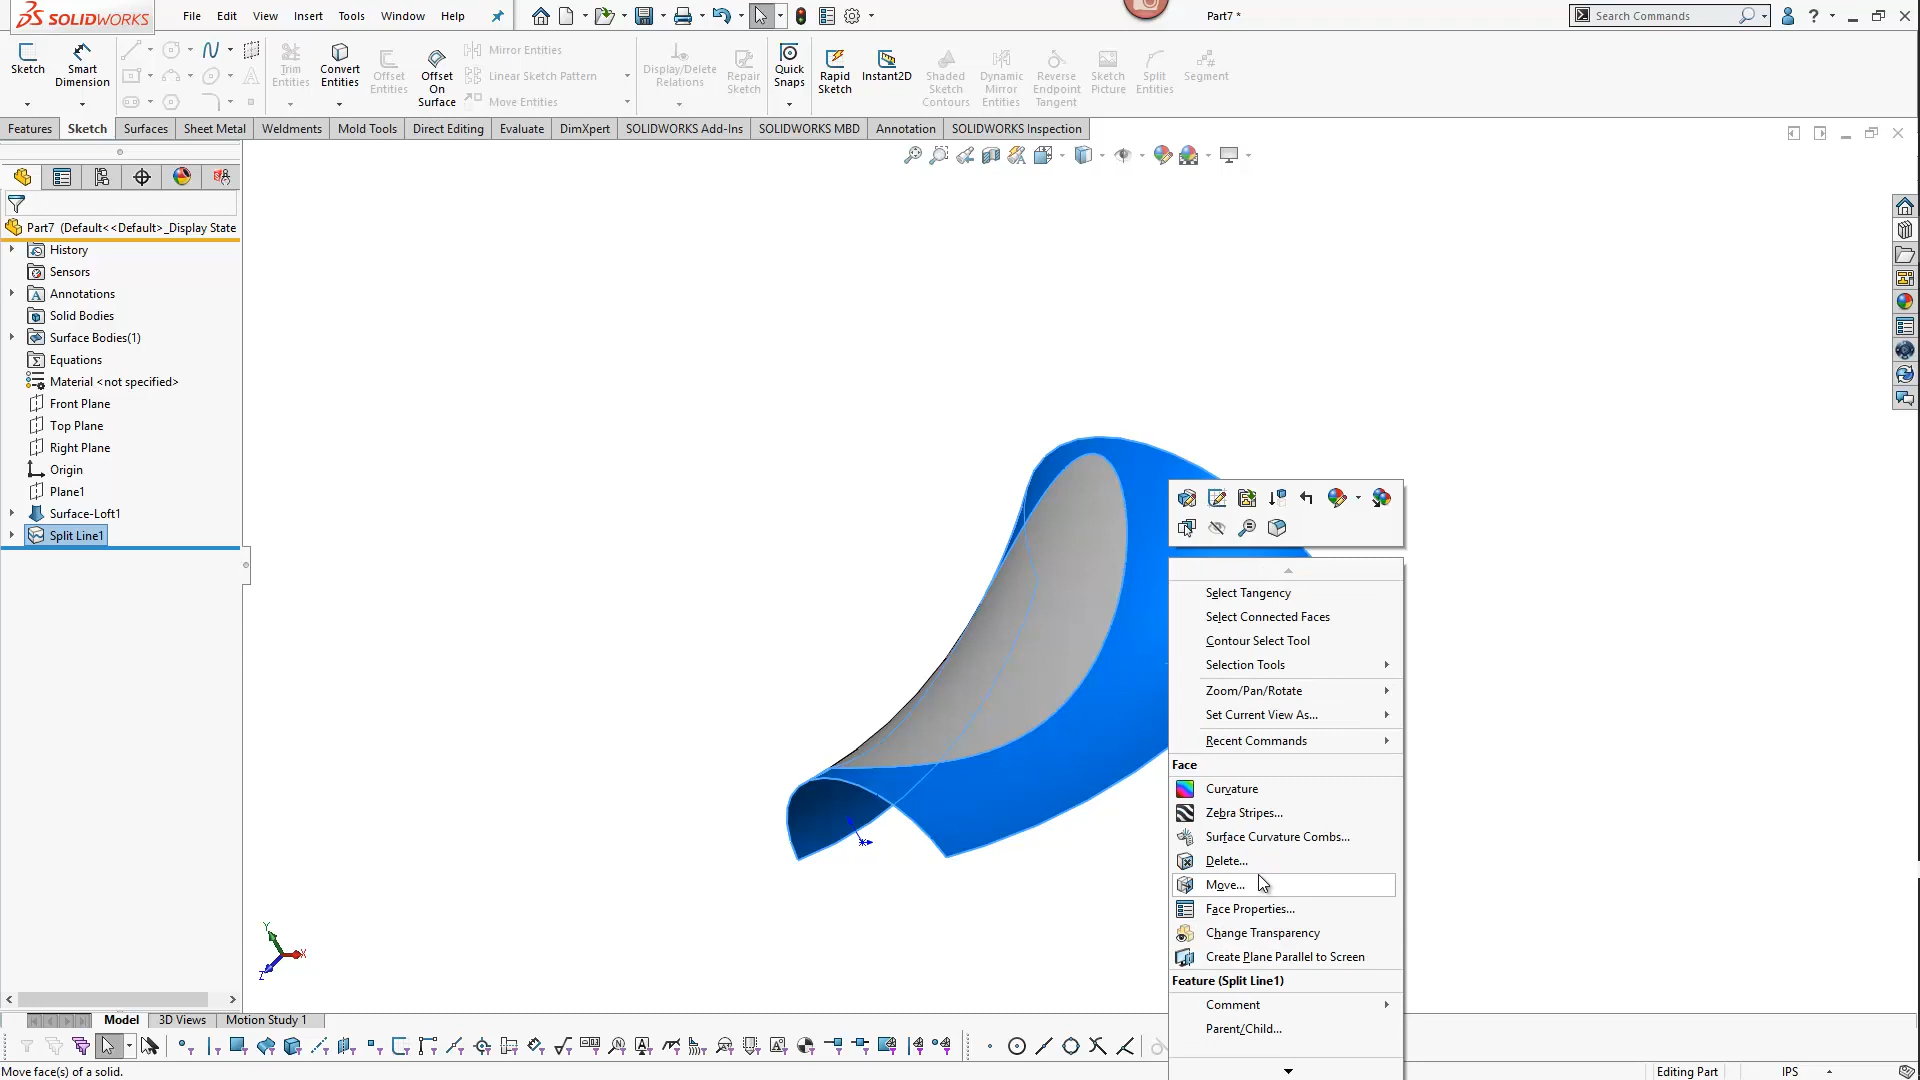 SOLIDWORKS File Edit View Insert Tools Window Help Part7 * Search Commands
Sketch Smart Dimension Trim Entities Convert Entities Offset Entities Offset On Surface Mirror Entities Linear Sketch Pattern Move Entities Display/Delete Relations Repair Sketch Quick Snaps Rapid Sketch Instant2D Shaded Sketch Contours Dynamic Mirror Entities Reverse Endpoint Tangent Sketch Picture Split Entities Segment
Features Sketch Surfaces Sheet Metal Weldments Mold Tools Direct Editing Evaluate DimXpert SOLIDWORKS Add-Ins SOLIDWORKS MBD Annotation SOLIDWORKS Inspection
Part7 (Default<<Default>_Display State
History
Sensors
Annotations
Solid Bodies
Surface Bodies(1)
Equations
Material <not specified>
Front Plane
Top Plane
Right Plane
Origin
Plane1
Surface-Loft1
Split Line1
Select Tangency
Select Connected Faces
Contour Select Tool
Selection Tools
Zoom/Pan/Rotate
Set Current View As...
Recent Commands
Face
Curvature
Zebra Stripes...
Surface Curvature Combs...
Delete...
Move...
Face Properties...
Change Transparency
Create Plane Parallel to Screen
Feature (Split Line1)
Comment
Parent/Child...
Y
X
Z
Model 3D Views Motion Study 1
Move face(s) of a solid. Editing Part IPS